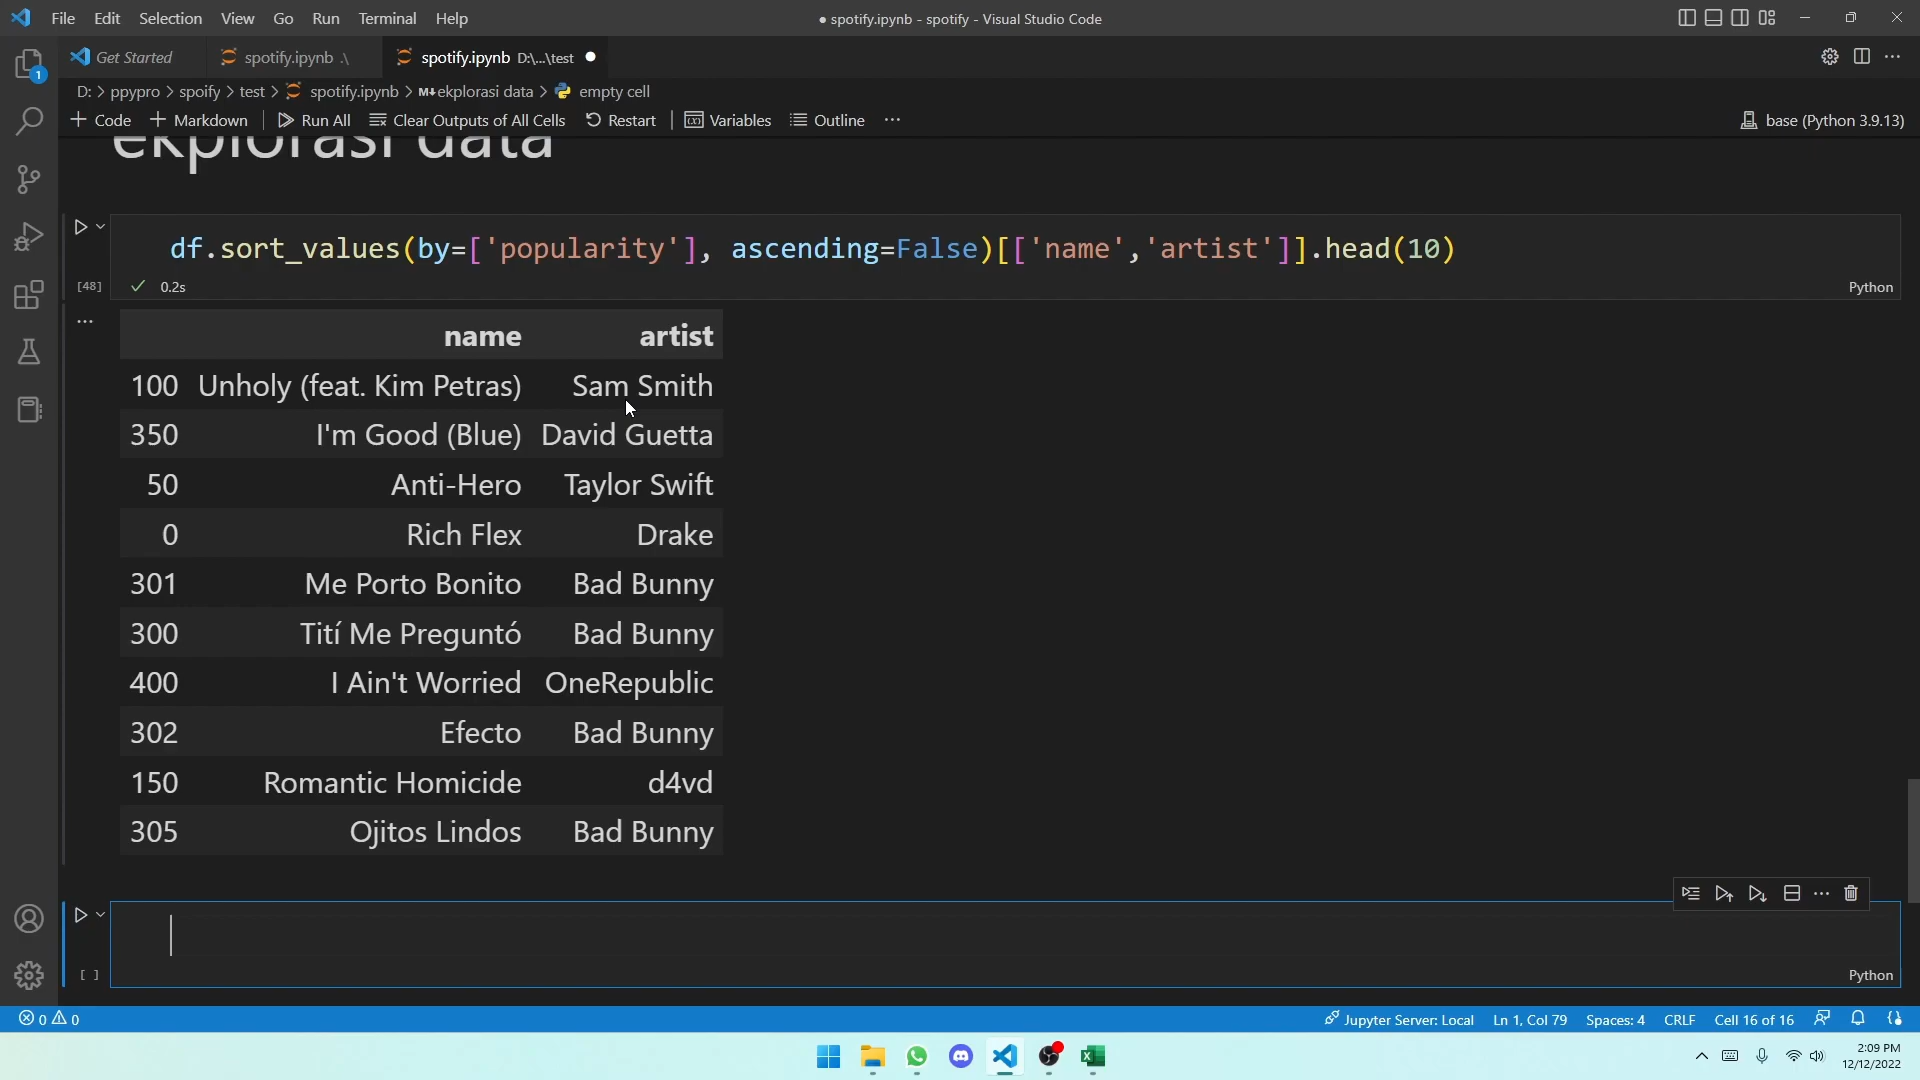 File Edit Selection View Go Run Terminal Help
● spotify.ipynb - spotify - Visual Studio Code
Get Started
spotify.ipynb .\
spotify.ipynb D:\...\test ●
D: > ppypro > spoify > test > spotify.ipynb > M↓ekplorasi data > empty cell
+ Code + Markdown Run All Clear Outputs of All Cells Restart Variables Outline ···
base (Python 3.9.13)
1
ekplorasi data
df.sort_values(by=['popularity'], ascending=False)[['name','artist']].head(10)
[48] ✓ 0.2s
Python
···
name artist
100 Unholy (feat. Kim Petras) Sam Smith
350 I'm Good (Blue) David Guetta
50 Anti-Hero Taylor Swift
0 Rich Flex Drake
301 Me Porto Bonito Bad Bunny
300 Tití Me Preguntó Bad Bunny
400 I Ain't Worried OneRepublic
302 Efecto Bad Bunny
150 Romantic Homicide d4vd
305 Ojitos Lindos Bad Bunny
[ ]
Python
0 0
Jupyter Server: Local Ln 1, Col 79 Spaces: 4 CRLF Cell 16 of 16
2:09 PM
12/12/2022